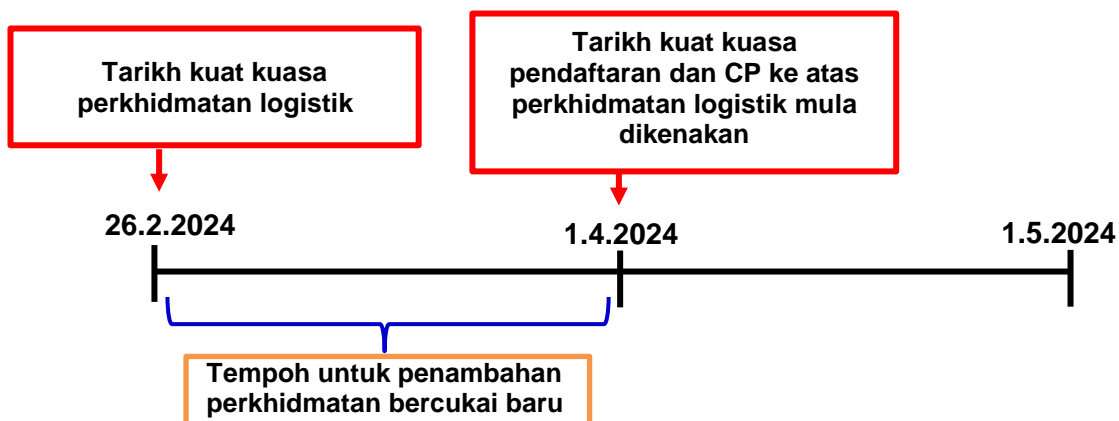 Tarikh kuat kuasa
perkhidmatan logistik
Tarikh kuat kuasa
pendaftaran dan CP ke atas
perkhidmatan logistik mula
dikenakan
26.2.2024
1.4.2024
1.5.2024
Tempoh untuk penambahan
perkhidmatan bercukai baru